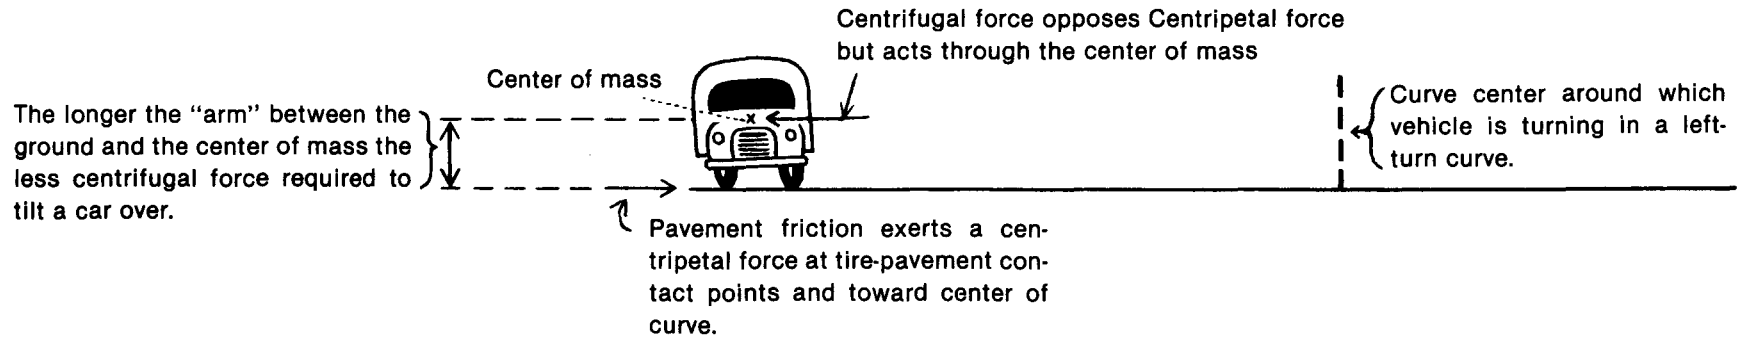 Centrifugal force opposes Centripetal force
but acts through the center of mass
Center of mass
The longer the “arm” between the
ground and the center of mass the
less centrifugal force required to
tilt a car over.
x
Curve center around which
vehicle is turning in a left-
turn curve.
Pavement friction exerts a cen-
tripetal force at tire-pavement con-
tact points and toward center of
curve.